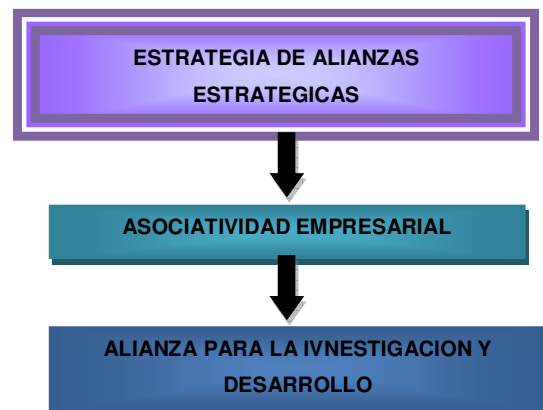 ESTRATEGIA DE ALIANZAS
ESTRATEGICAS
ASOCIATIVIDAD EMPRESARIAL
ALIANZA PARA LA IVNESTIGACION Y
DESARROLLO